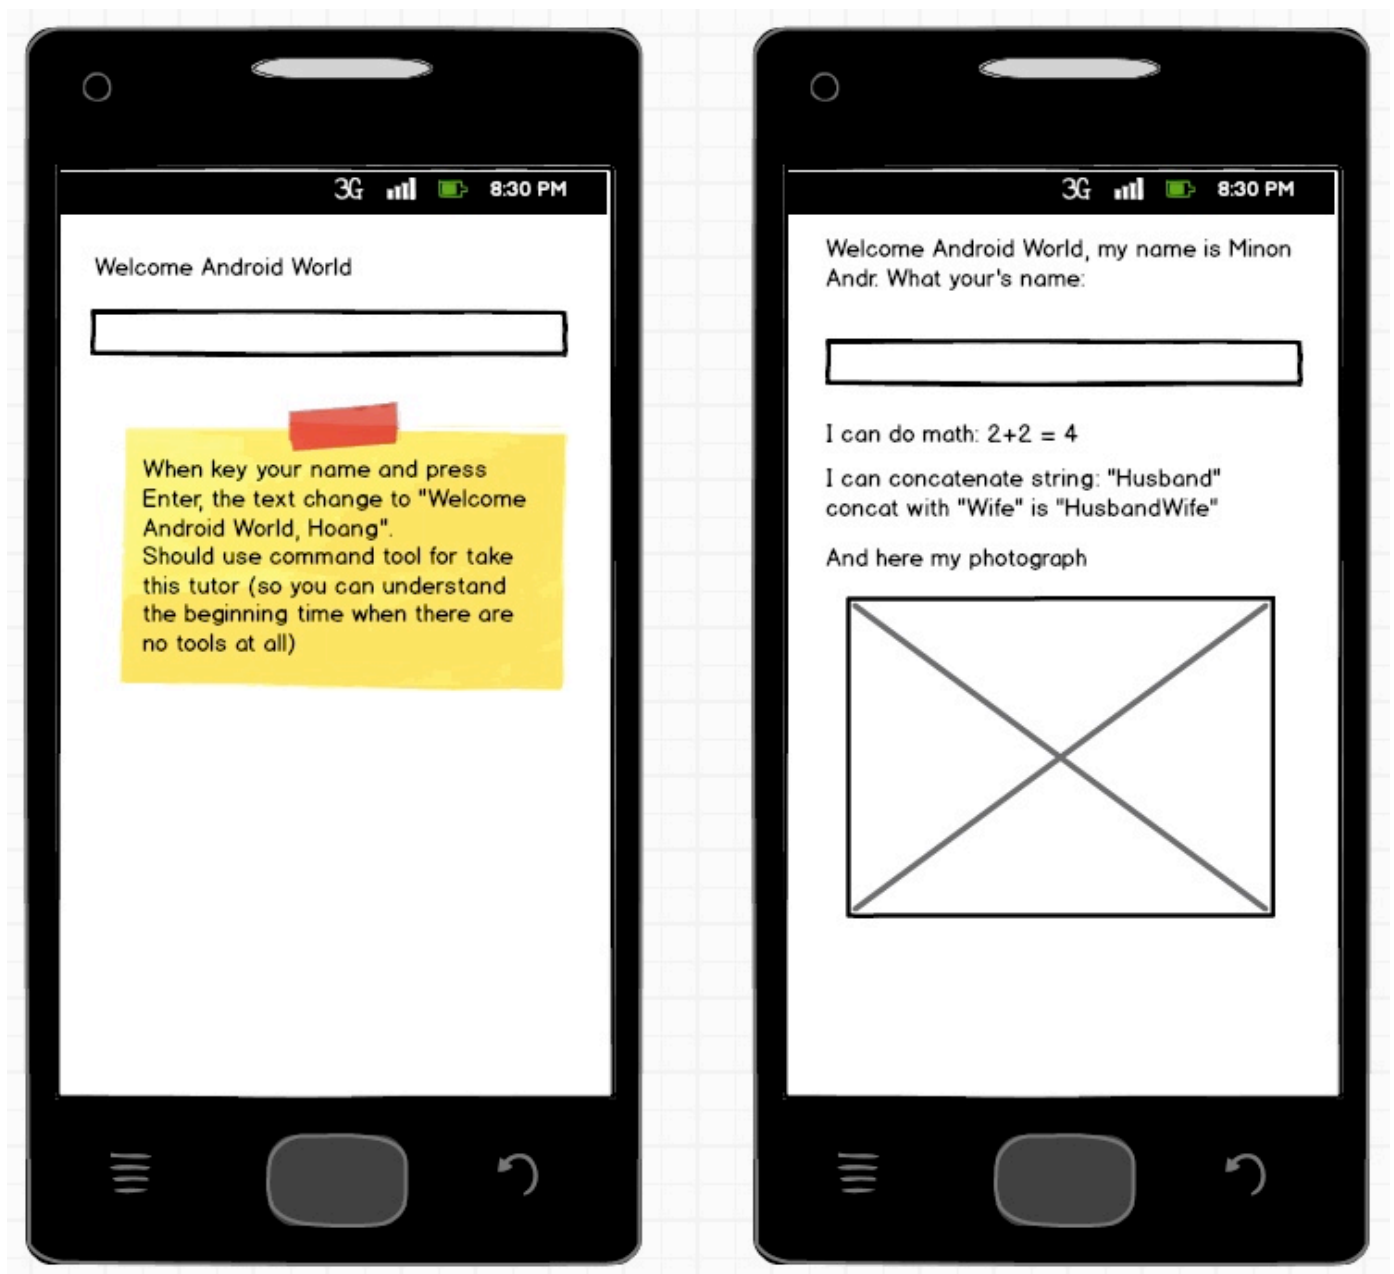 3G 8:30 PM
Welcome Android World
When key your name and press
Enter, the text change to "Welcome
Android World, Hoang".
Should use command tool for take
this tutor (so you can understand
the beginning time when there are
no tools at all)
3G 8:30 PM
Welcome Android World, my name is Minon
Andr. What your's name:
I can do math: 2+2 = 4
I can concatenate string: "Husband"
concat with "Wife" is "HusbandWife"
And here my photograph